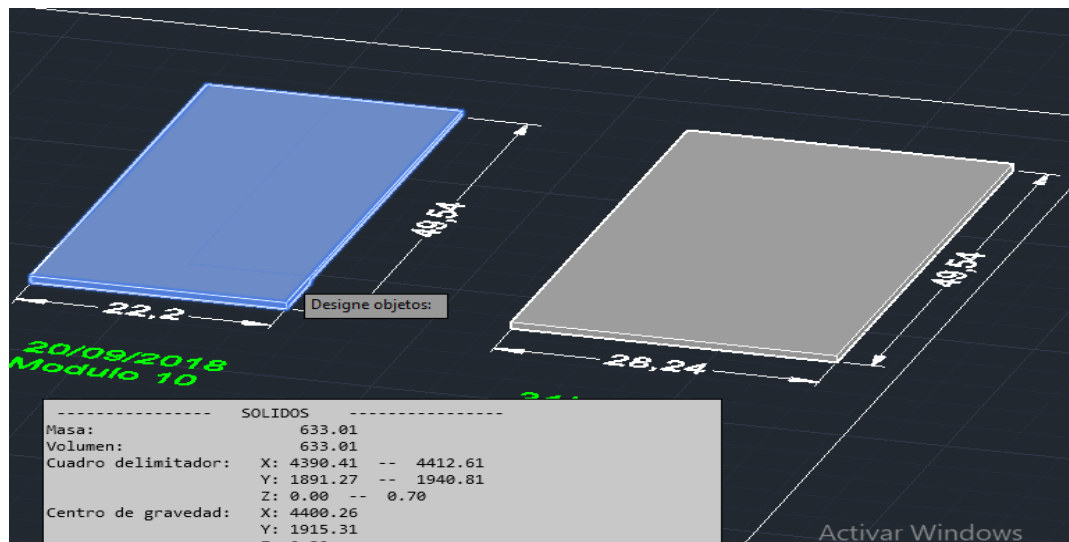 49,54
49,54
Designe objetos:
22,2
28,24
20/09/2018
Modulo 10
---------------- SOLIDOS ----------------
Masa: 633.01
Volumen: 633.01
Cuadro delimitador: X: 4390.41 -- 4412.61
Y: 1891.27 -- 1940.81
Z: 0.00 -- 0.70
Centro de gravedad: X: 4400.26
Y: 1915.31
Activar Windows